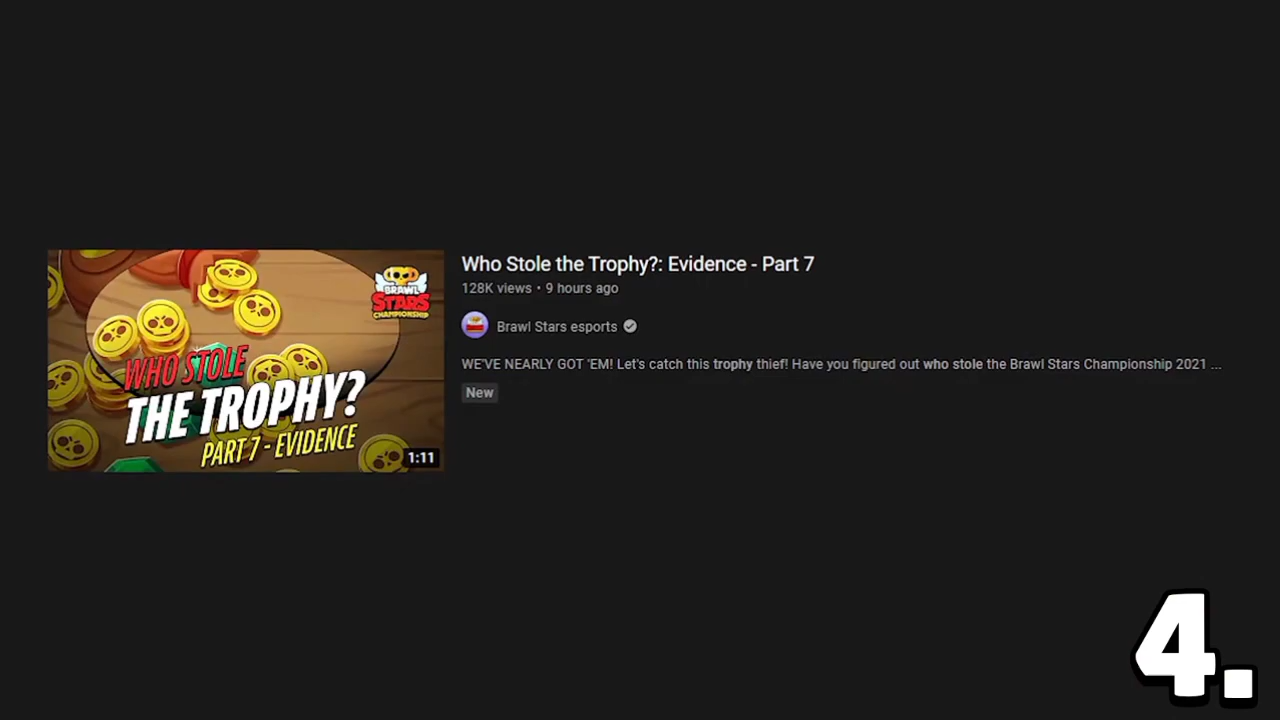 Who Stole the Trophy?: Evidence - Part 7
128K views • 9 hours ago
BRAWL
STARS
CHAMPIONSHIP
Brawl Stars esports
WHO STOLE
THE TROPHY?
PART 7 - EVIDENCE
1:11
WE'VE NEARLY GOT 'EM! Let's catch this trophy thief! Have you figured out who stole the Brawl Stars Championship 2021 ...
New
4.